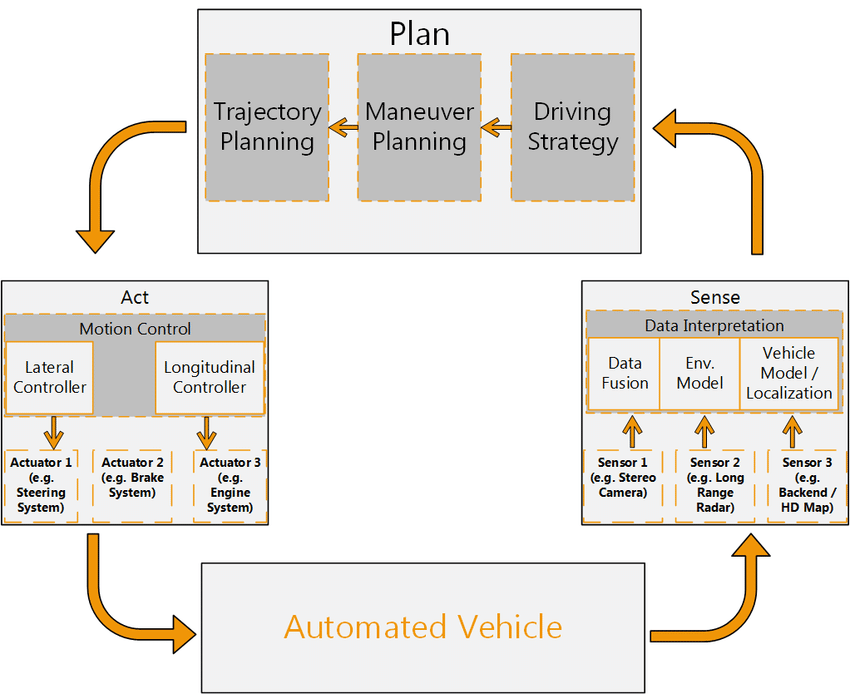 Plan
Trajectory
Planning
Maneuver
Planning
Driving
Strategy
Act
Motion Control
Lateral
Controller
Longitudinal
Controller
Actuator 1
(e.g.
Steering
System)
Actuator 2
(e.g. Brake
System)
Actuator 3
(e.g.
Engine
System)
Sense
Data Interpretation
Data
Fusion
Env.
Model
Vehicle
Model /
Localization
Sensor 1
(e.g. Stereo
Camera)
Sensor 2
(e.g. Long
Range
Radar)
Sensor 3
(e.g.
Backend /
HD Map)
Automated Vehicle